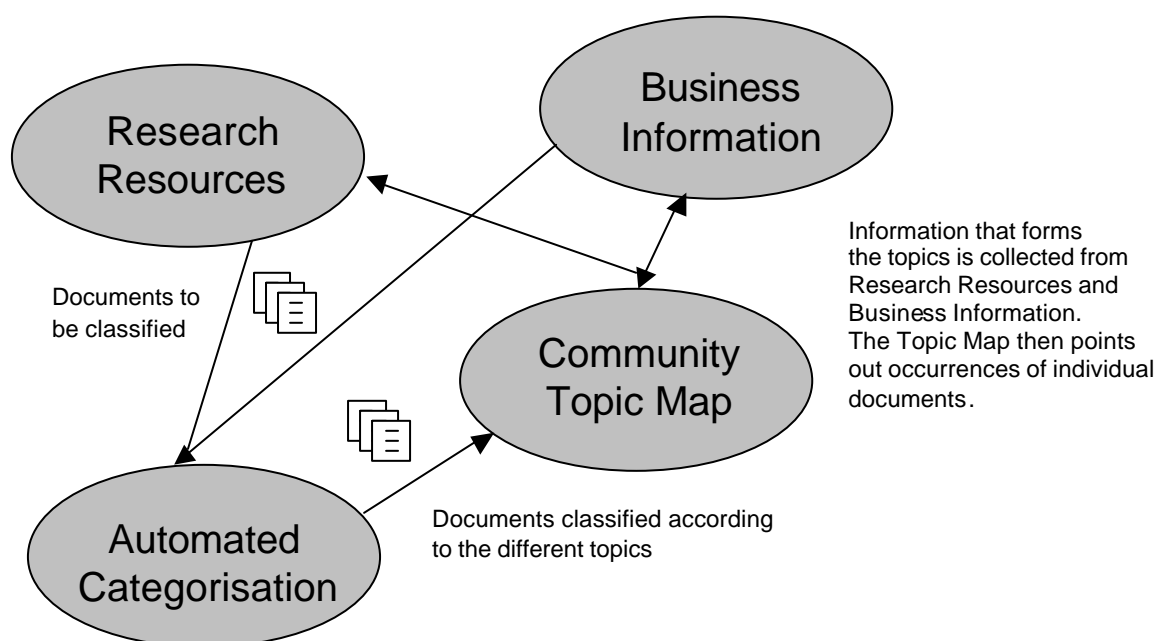 Business
Information
Research
Resources
Information that forms
the topics is collected from
Research Resources and
Business Information.
The Topic Map then points
out occurrences of individual
documents.
Documents to
be classified
Community
Topic Map
Documents classified according
to the different topics
Automated
Categorisation